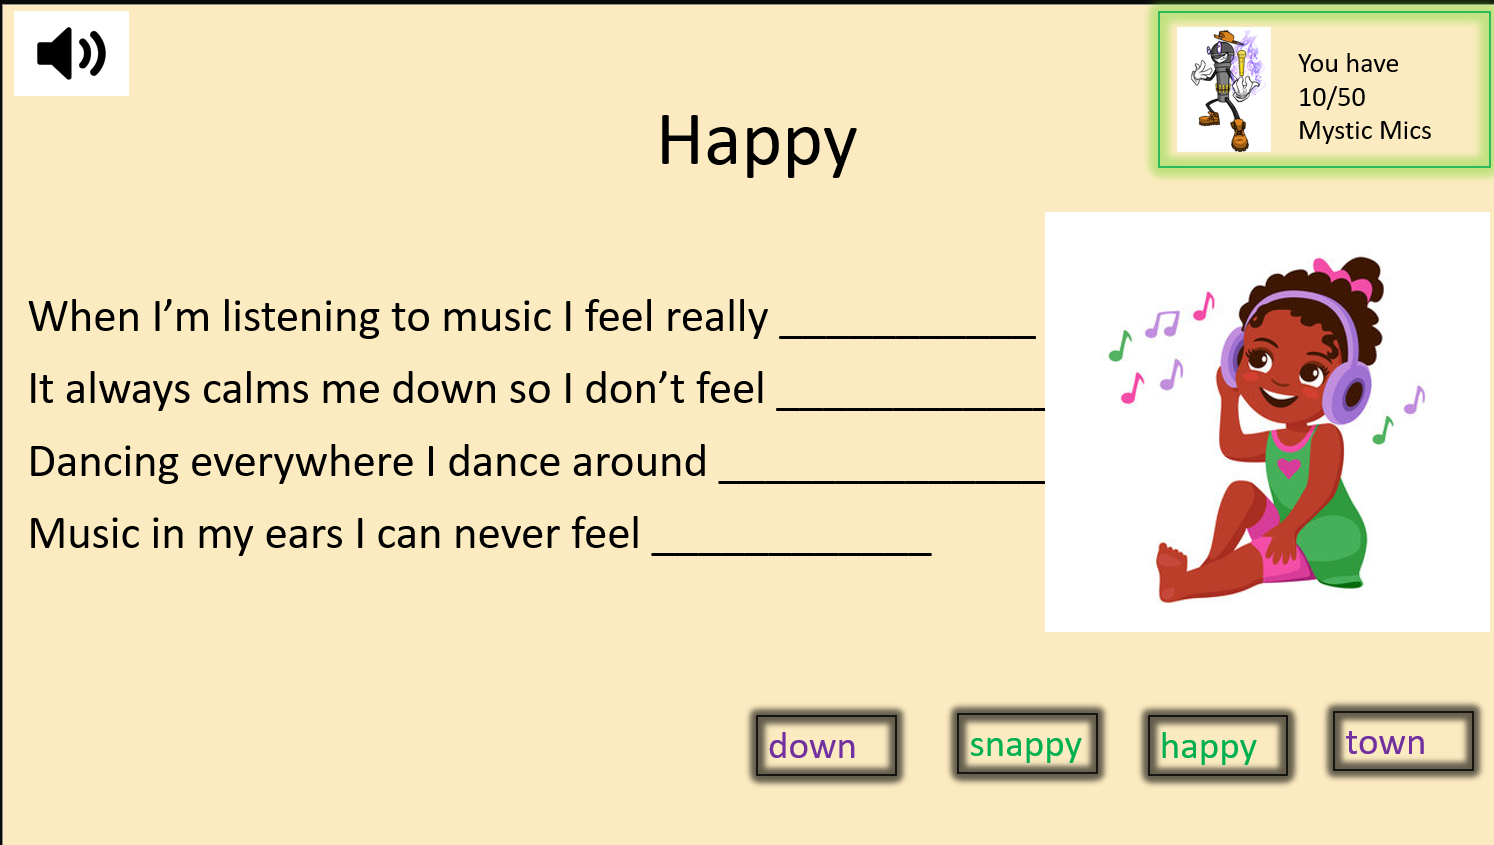 You have
10/50
Mystic Mics
Happy
When I’m listening to music I feel really ___________
It always calms me down so I don’t feel ____________
Dancing everywhere I dance around ______________
Music in my ears I can never feel ____________
down
snappy
happy
town